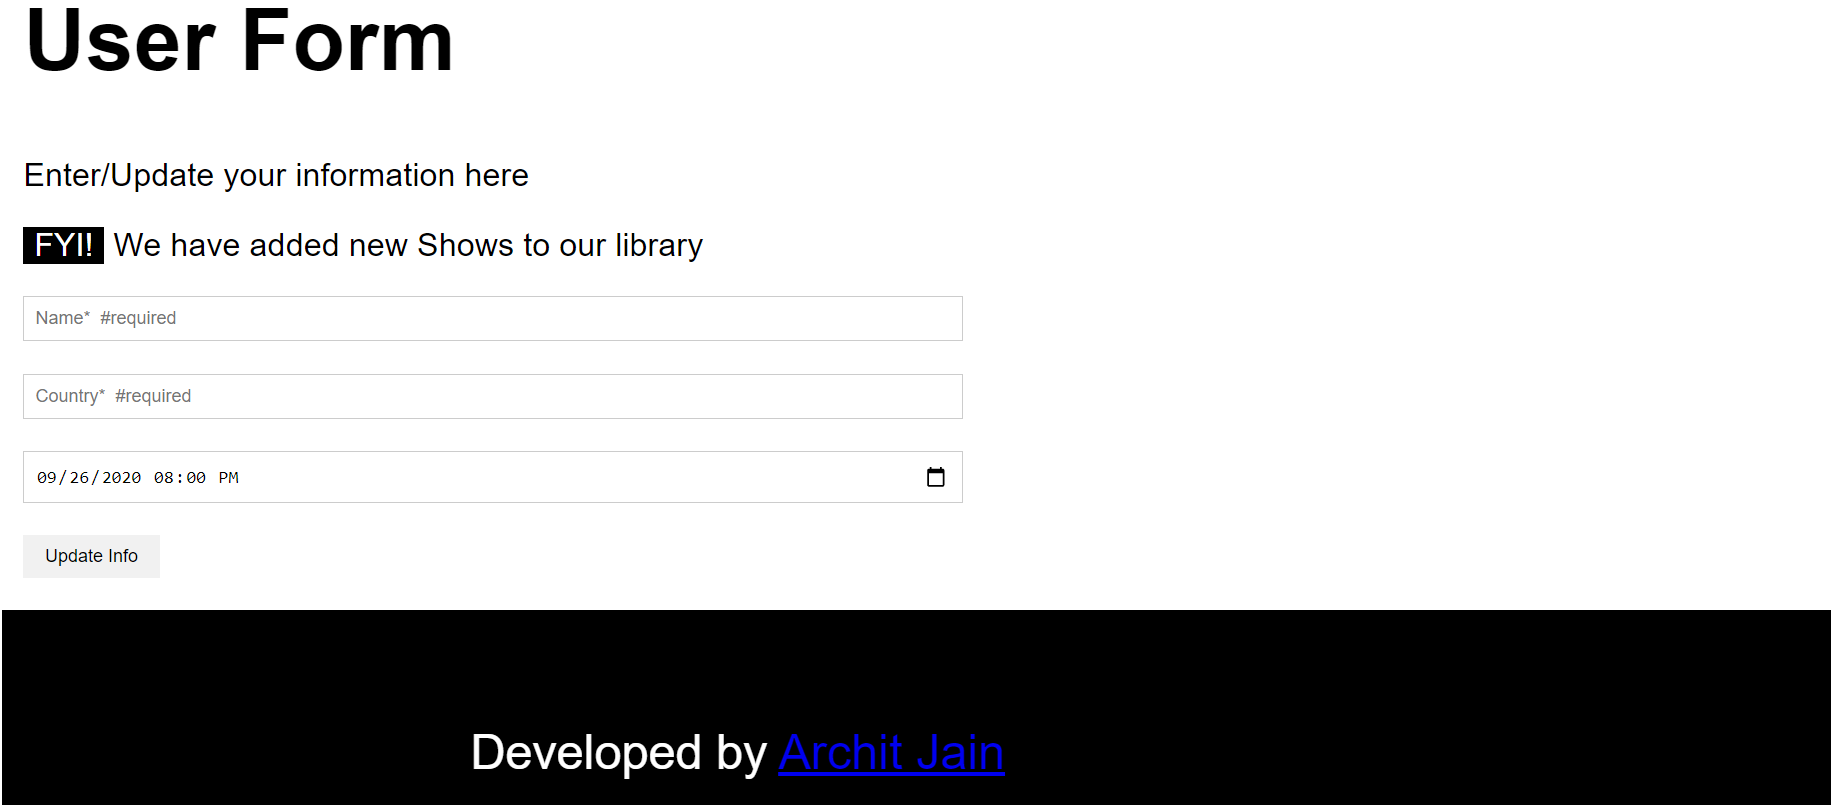 User Form
Enter/Update your information here
FYI! We have added new Shows to our library
Name*  #required
Country*  #required
09/26/2020 08:00 PM
Update Info
Developed by Archit Jain